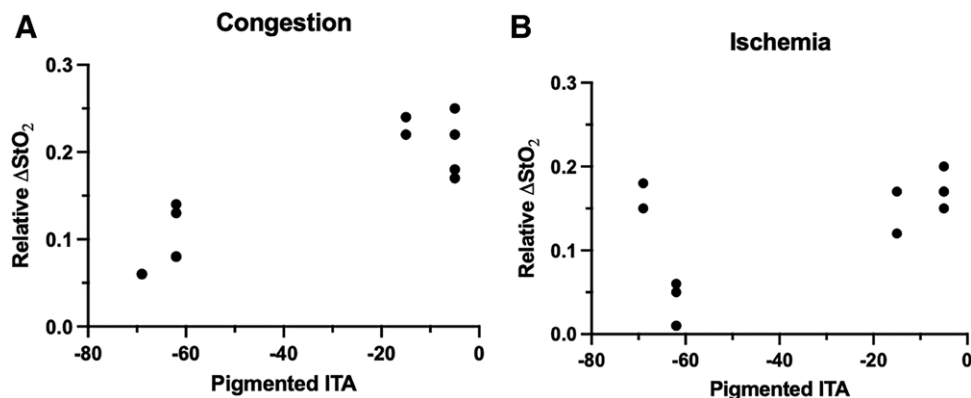 A
Congestion
Relative ΔStO₂
0.3
0.2
0.1
0.0
-80 -60 -40 -20 0
Pigmented ITA
B
Ischemia
Relative ΔStO₂
0.3
0.2
0.1
0.0
-80 -60 -40 -20 0
Pigmented ITA